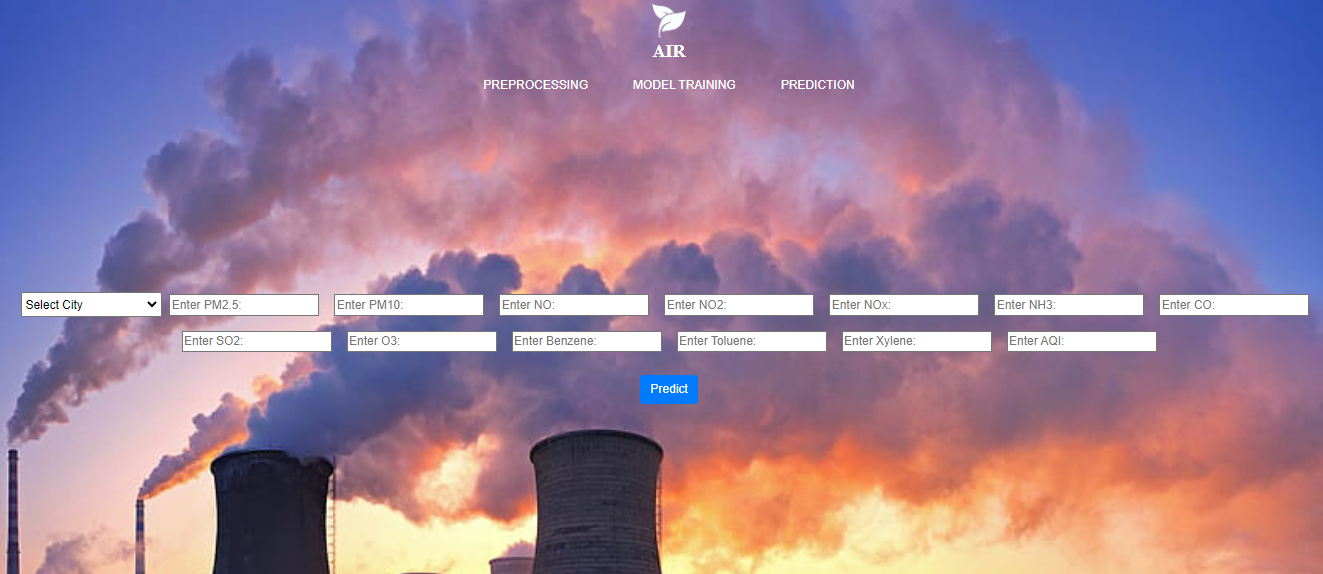 AIR
PREPROCESSING MODEL TRAINING PREDICTION
Select City Enter PM2.5: Enter PM10: Enter NO: Enter NO2: Enter NOx: Enter NH3: Enter CO:
Enter SO2: Enter O3: Enter Benzene: Enter Toluene: Enter Xylene: Enter AQI:
Predict